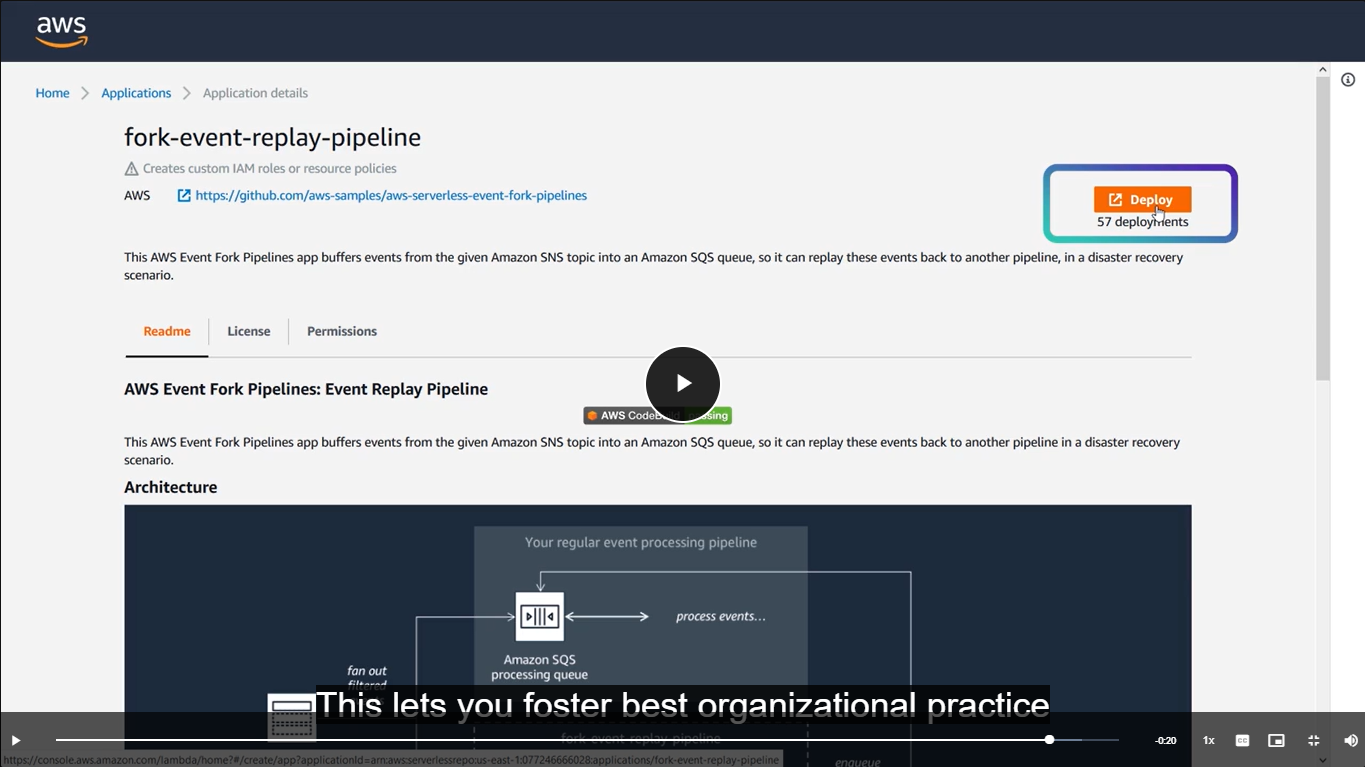 aws
Home > Applications > Application details
fork-event-replay-pipeline
Creates custom IAM roles or resource policies
AWS https://github.com/aws-samples/aws-serverless-event-fork-pipelines
Deploy
57 deployments
This AWS Event Fork Pipelines app buffers events from the given Amazon SNS topic into an Amazon SQS queue, so it can replay these events back to another pipeline, in a disaster recovery
scenario.
Readme License Permissions
AWS Event Fork Pipelines: Event Replay Pipeline
AWS passing
This AWS Event Fork Pipelines app buffers events from the given Amazon SNS topic into an Amazon SQS queue, so it can replay these events back to another pipeline in a disaster recovery
scenario.
Architecture
Your regular event processing pipeline
process events...
Amazon SQS
processing queue
fan out
filtered
This lets you foster best organizational practice
fork-event-replay-pipeline
-0:20 1x CC
https://console.aws.amazon.com/lambda/home?#/create/app?applicationId=arn:aws:serverlessrepo:us-east-1:077246666028:applications/fork-event-replay-pipeline
enqueue